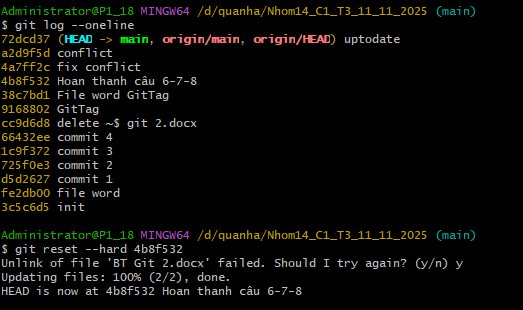 Administrator@P1_18 MINGW64 /d/quanha/Nhom14_C1_T3_11_11_2025 (main)
$ git log --oneline
72dcd37 (HEAD -> main, origin/main, origin/HEAD) uptodate
a2d9f5d conflict
4a7ff2c fix conflict
4b8f532 Hoan thanh câu 6-7-8
38c7bd1 File word GitTag
9168802 GitTag
cc9d6d8 delete ~$ git 2.docx
66432ee commit 4
1c9f372 commit 3
725f0e3 commit 2
d5d2627 commit 1
fe2db00 file word
3c5c6d5 init
Administrator@P1_18 MINGW64 /d/quanha/Nhom14_C1_T3_11_11_2025 (main)
$ git reset --hard 4b8f532
Unlink of file 'BT Git 2.docx' failed. Should I try again? (y/n) y
Updating files: 100% (2/2), done.
HEAD is now at 4b8f532 Hoan thanh câu 6-7-8